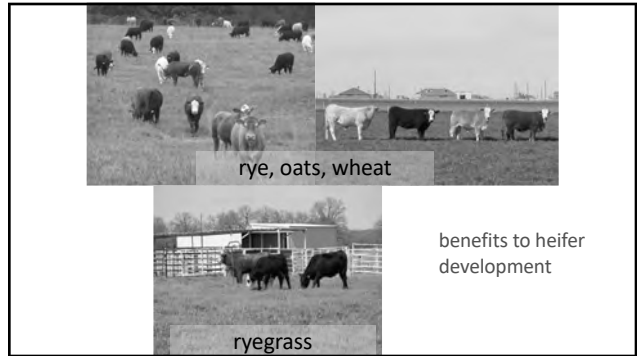 rye, oats, wheat
benefits to heifer
development
ryegrass